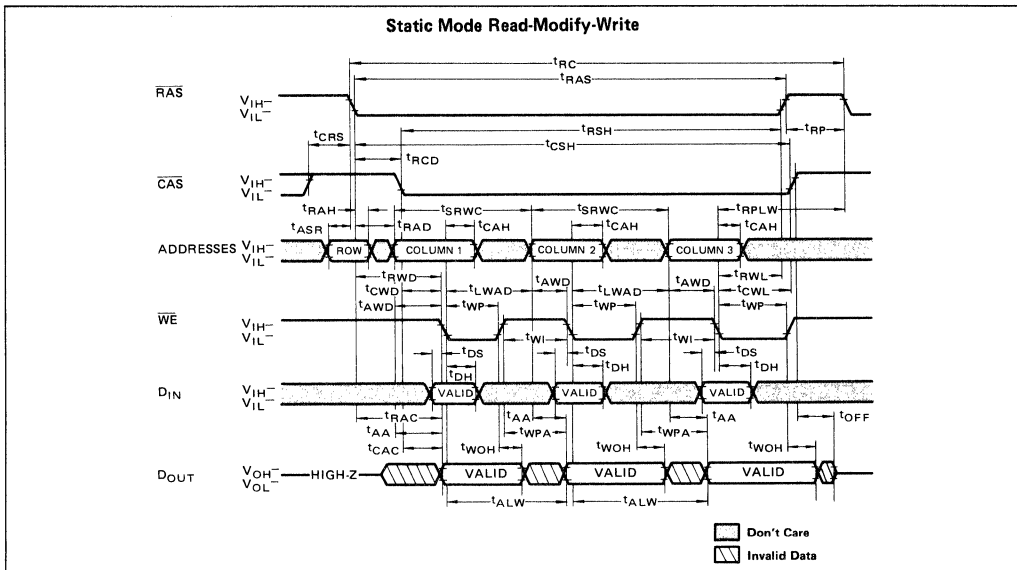 Static Mode Read-Modify-Write
tRC
tRAS
RAS VIH–
VIL–
tRSH tRP
tCRS tCSH
tRCD
CAS VIH–
VIL–
tRAH tSRWC tSRWC tRPLW
tASR tRAD tCAH tCAH tCAH
ADDRESSES VIH– ROW COLUMN 1 COLUMN 2 COLUMN 3
VIL–
tRWD tAWD tAWD tRWL
tCWD tLWAD tLWAD tCWL
tAWD tWP tWP tWP
WE VIH–
VIL–
tWI tWI
tDS tDS tDS
tDH tDH tDH
DIN VIH– VALID VALID VALID
VIL–
tRAC tAA tAA tOFF
tAA tWPA tWPA
tCAC tWOH tWOH tWOH
DOUT VOH– HIGH-Z VALID VALID VALID
VOL–
tALW tALW
Don't Care
Invalid Data